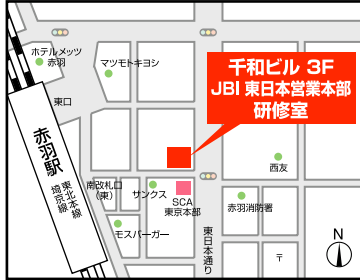 千和ビル 3F
JBI 東日本営業本部
研修室
ホテルメッツ
赤羽
マツモトキヨシ
東口
赤羽駅
東北本線
埼京線
南改札口
(東)
サンクス
SCA
東京本部
モスバーガー
西友
赤羽消防署
東日本通り
〒
N